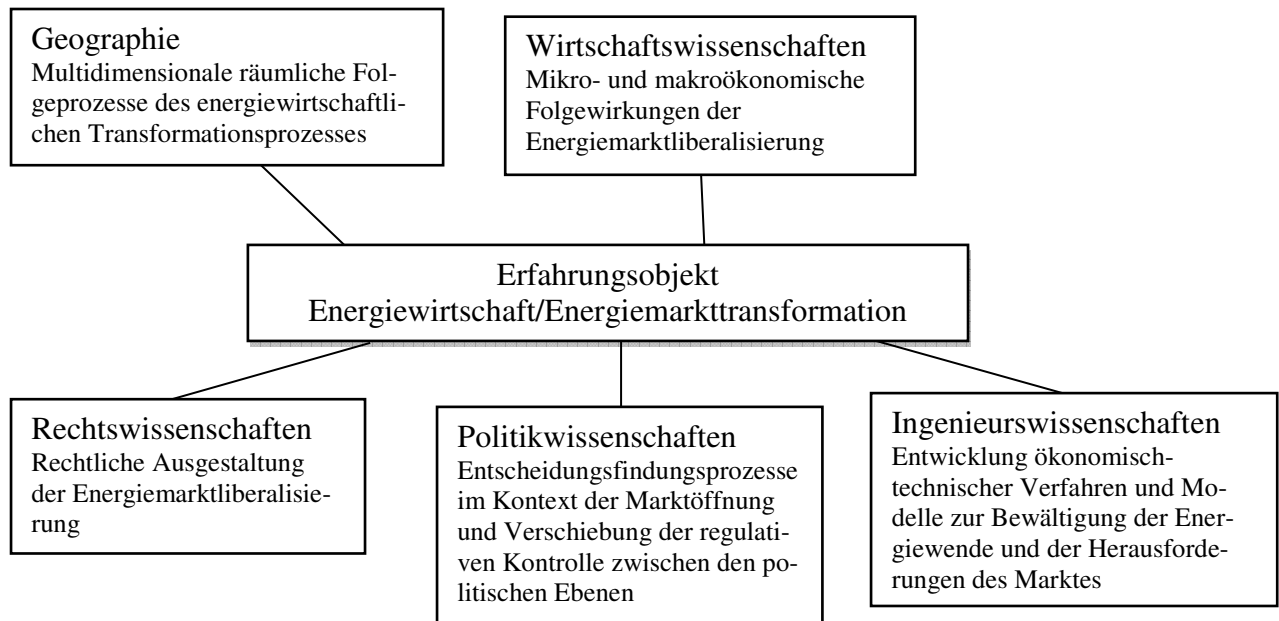 Geographie
Multidimensionale räumliche Fol-
geprozesse des energiewirtschaftli-
chen Transformationsprozesses
Wirtschaftswissenschaften
Mikro- und makroökonomische
Folgewirkungen der
Energiemarktliberalisierung
Erfahrungsobjekt
Energiewirtschaft/Energiemarkttransformation
Rechtswissenschaften
Rechtliche Ausgestaltung
der Energiemarktliberalisie-
rung
Politikwissenschaften
Entscheidungsfindungsprozesse
im Kontext der Marktöffnung
und Verschiebung der regulati-
ven Kontrolle zwischen den po-
litischen Ebenen
Ingenieurswissenschaften
Entwicklung ökonomisch-
technischer Verfahren und Mo-
delle zur Bewältigung der Ener-
giewende und der Herausforde-
rungen des Marktes